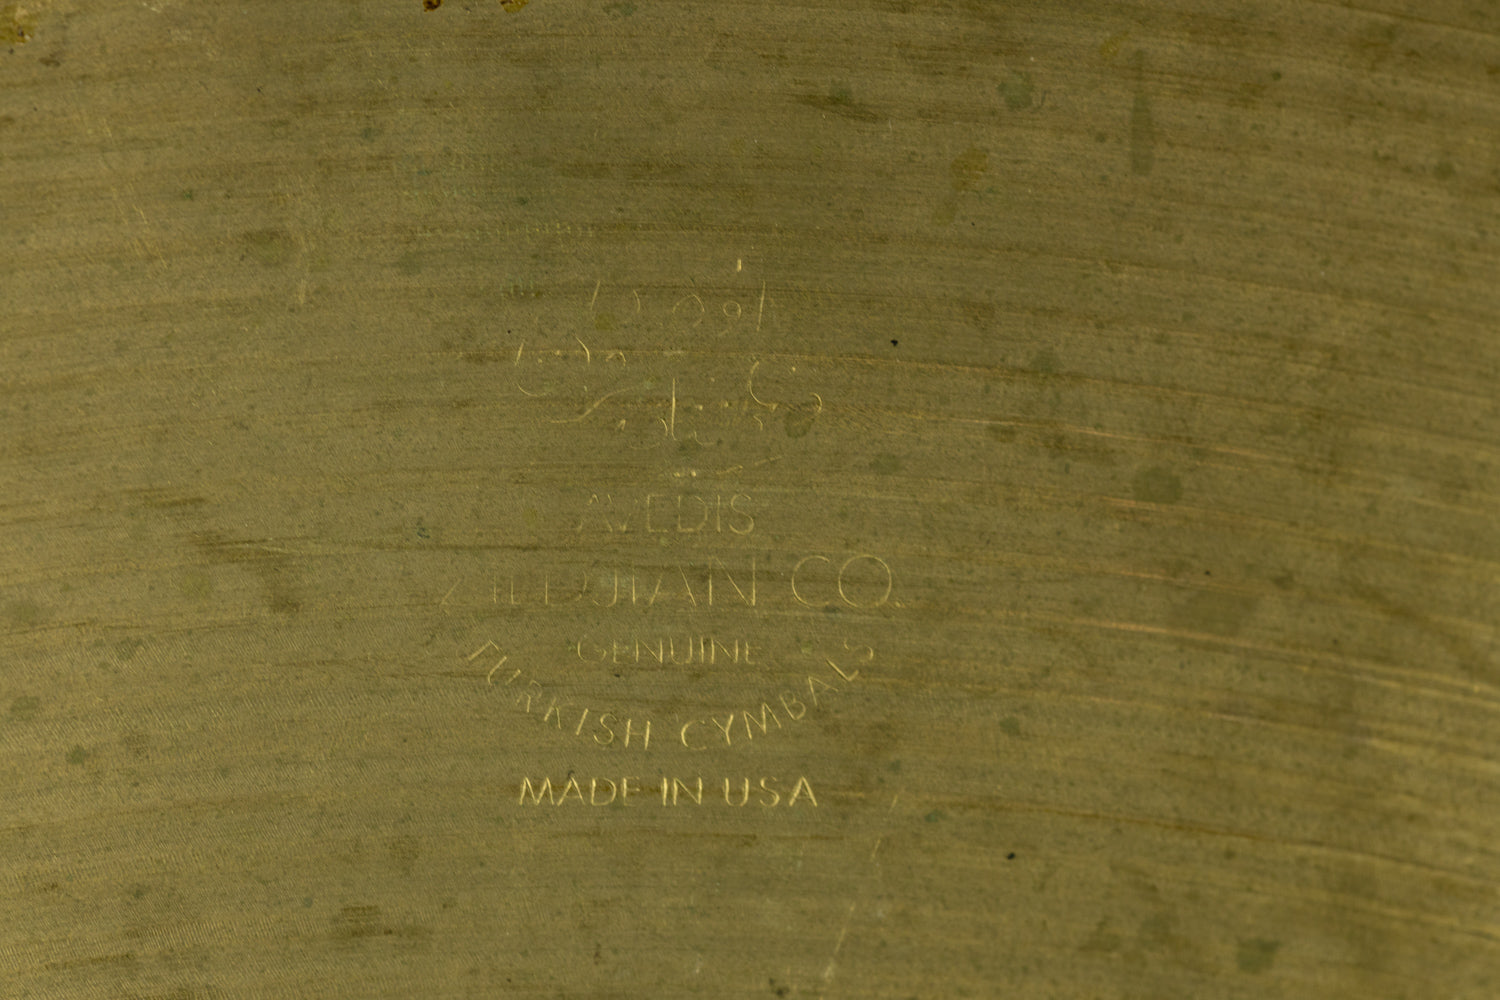 AVEDIS
ZILDJIAN CO.
GENUINE
TURKISH CYMBALS
MADE IN USA